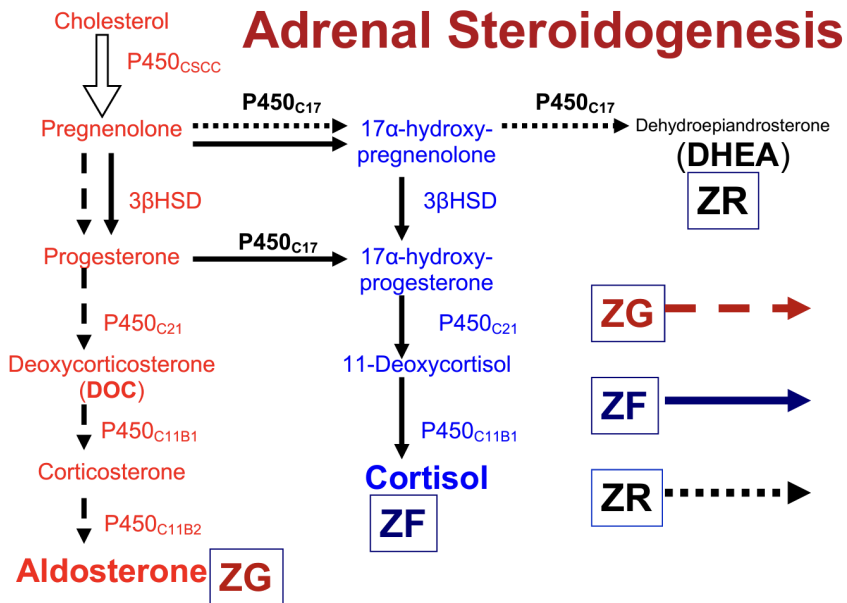 Adrenal Steroidogenesis
Cholesterol
P450CSCC
Pregnenolone
P450C17
17α-hydroxy-
pregnenolone
P450C17
Dehydroepiandrosterone
(DHEA)
ZR
3βHSD
3βHSD
Progesterone
P450C17
17α-hydroxy-
progesterone
P450C21
P450C21
Deoxycorticosterone
(DOC)
11-Deoxycortisol
P450C11B1
P450C11B1
Corticosterone
Cortisol
ZF
P450C11B2
Aldosterone
ZG
ZG
ZF
ZR